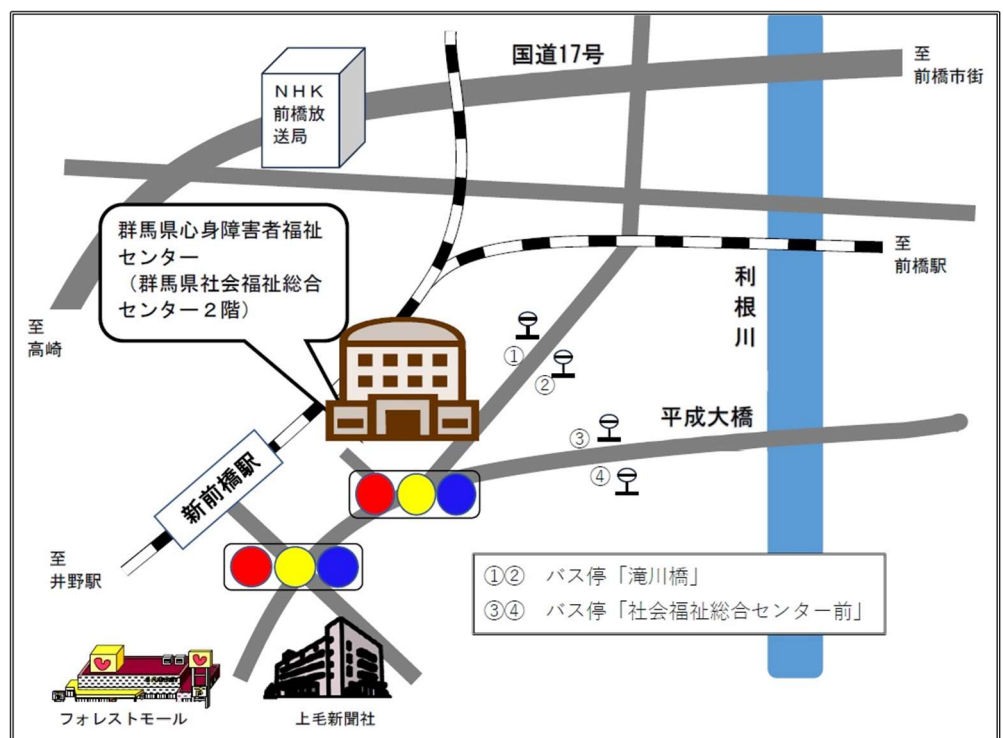 国道17号
至
前橋市街
NHK
前橋放
送局
群馬県心身障害者福祉
センター
（群馬県社会福祉総合
センター２階）
至
前橋駅
利根川
至
高崎
①
②
平成大橋
③
④
新前橋駅
至
井野駅
①②　バス停「滝川橋」
③④　バス停「社会福祉総合センター前」
フォレストモール
上毛新聞社